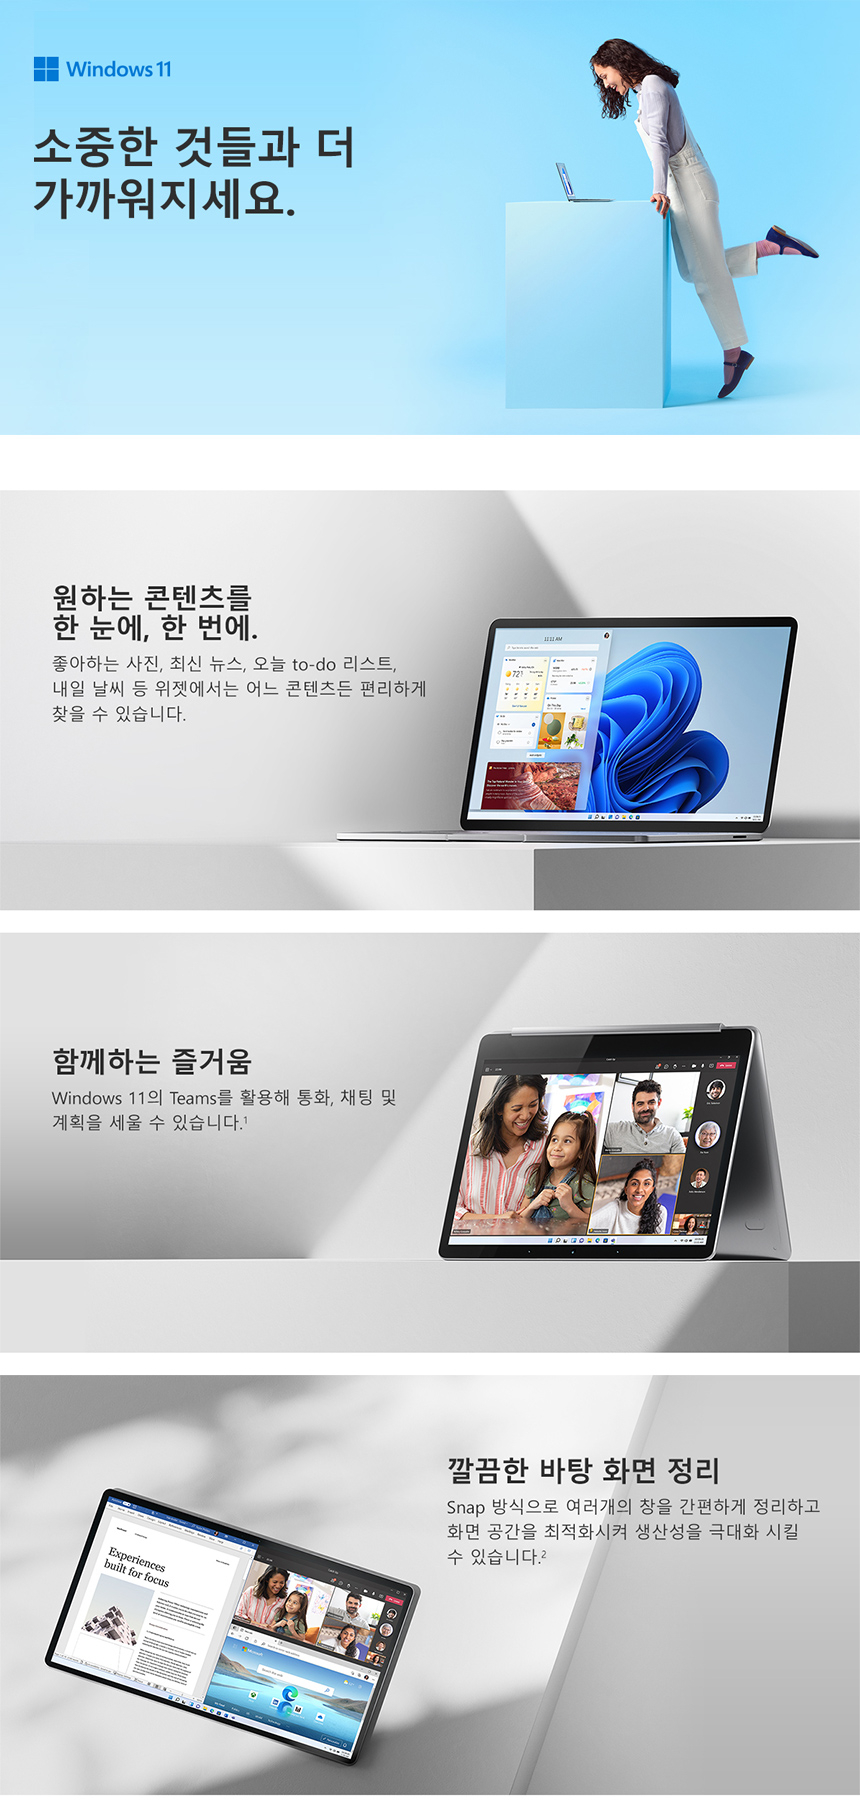 Windows 11
소중한 것들과 더
가까워지세요.
원하는 콘텐츠를
한 눈에, 한 번에.
좋아하는 사진, 최신 뉴스, 오늘 to-do 리스트,
내일 날씨 등 위젯에서는 어느 콘텐츠든 편리하게
찾을 수 있습니다.
11:11 AM
함께하는 즐거움
Windows 11의 Teams를 활용해 통화, 채팅 및
계획을 세울 수 있습니다.¹
깔끔한 바탕 화면 정리
Snap 방식으로 여러개의 창을 간편하게 정리하고
화면 공간을 최적화시켜 생산성을 극대화 시킬
수 있습니다.²
Experiences
built for focus